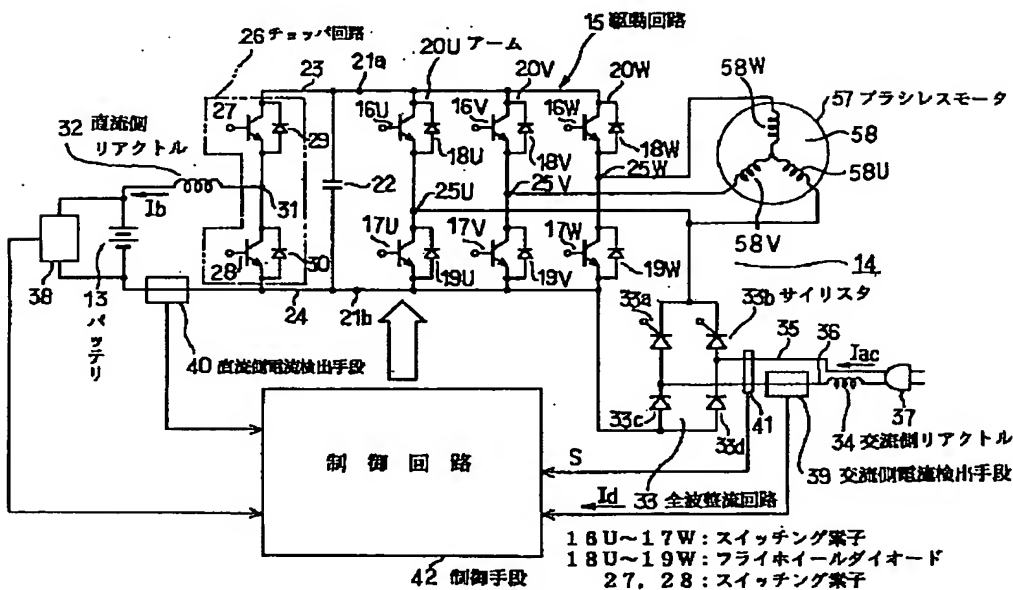 26 チョッパ回路
21a
20U アーム
15 駆動回路
23
20V
20W
58W
57 ブラシレスモータ
27
16U
16V
16W
58
32 直流側
リアクトル
29
18U
18V
18W
22
25W
58U
Ib
31
25U
25V
58V
17U
17V
17W
14
38
28
30
19U
19V
19W
13
バッテリ
24
21b
33a
33b サイリスタ
35
36
Iac
40 直流側電流検出手段
33c
33d
41
37
34 交流側リアクトル
制御回路
S
39 交流側電流検出手段
Id
33 全波整流回路
42 制御手段
16U~17W:スイッチング素子
18U~19W:フライホイールダイオード
27,28:スイッチング素子